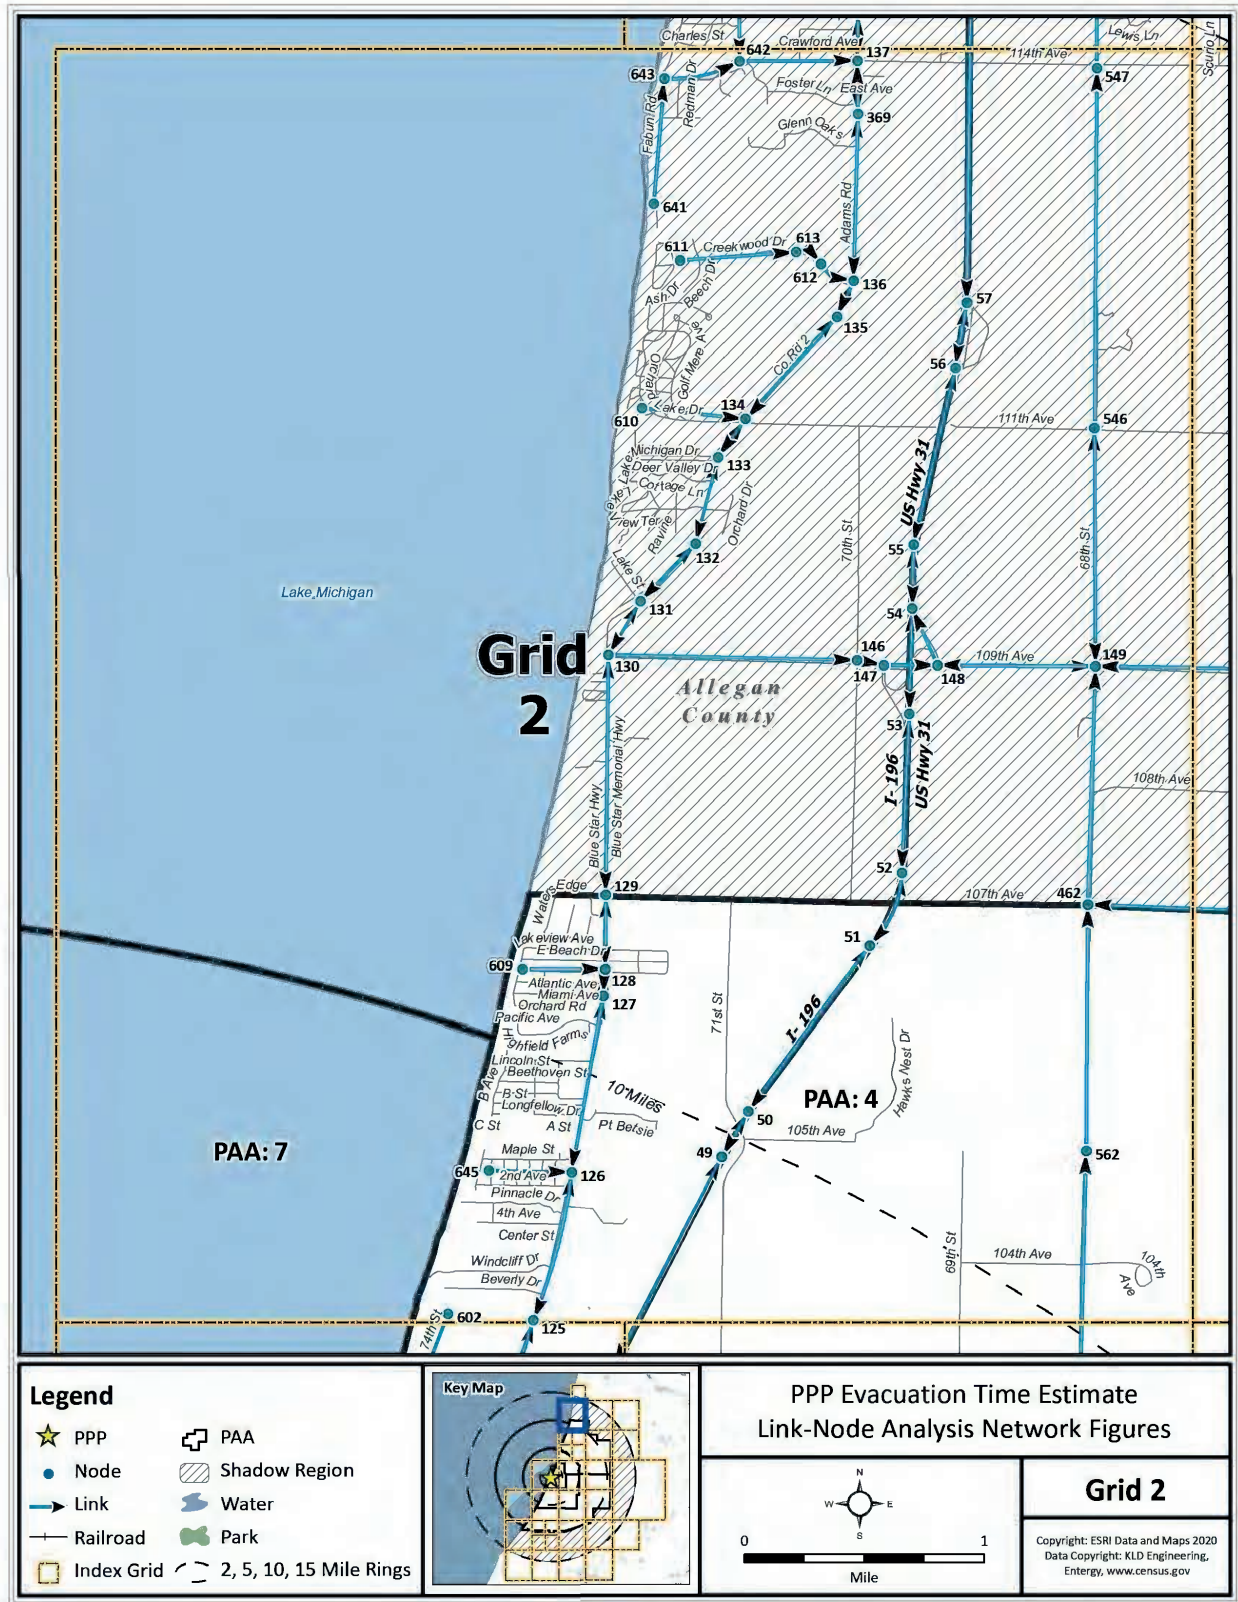 Charles St
642
Crawford Ave
137
114th Ave
Lewis Ln
Scurio Ln
643
547
Redman Dr
Foster Ln
East Ave
Fabun Rd
369
Glenn Oaks
641
Adams Rd
611
Creekwood Dr
613
612
136
Beech Dr
Ash Dr
57
135
Orchard
Golf Mere Ave
Co Rd 2
56
610
Lake Dr
134
111th Ave
546
Michigan Dr
133
Deer Valley Dr
Cottage Ln
Lake
Lake View Ter
Ravine
Orchard Dr
US Hwy 31
70th St
68th St
132
55
Lake St
Lake Michigan
131
54
Grid
2
130
146
147
148
109th Ave
149
Allegan
County
53
Blue Star Hwy
Blue Star Memorial Hwy
I- 196
US Hwy 31
108th Ave
52
Waters Edge
129
107th Ave
462
Lakeview Ave
E Beach Dr
51
609
128
Atlantic Ave
Miami Ave
127
Orchard Rd
Pacific Ave
71st St
I- 196
Highfield Farms
Lincoln St
Beethoven St
B Ave
B St
Longfellow Dr
10 Miles
PAA: 4
Hawks Nest Dr
C St
A St
Pt Betsie
50
105th Ave
PAA: 7
Maple St
49
562
645
2nd Ave
126
Pinnacle Dr
4th Ave
Center St
69th St
104th Ave
104th Ave
Windcliff Dr
Beverly Dr
602
74th St
125
Legend
PPP
PAA
Node
Shadow Region
Link
Water
Railroad
Park
Index Grid
2, 5, 10, 15 Mile Rings
Key Map
PPP Evacuation Time Estimate
Link-Node Analysis Network Figures
N
W
E
S
0
1
Mile
Grid 2
Copyright: ESRI Data and Maps 2020
Data Copyright: KLD Engineering,
Entergy, www.census.gov